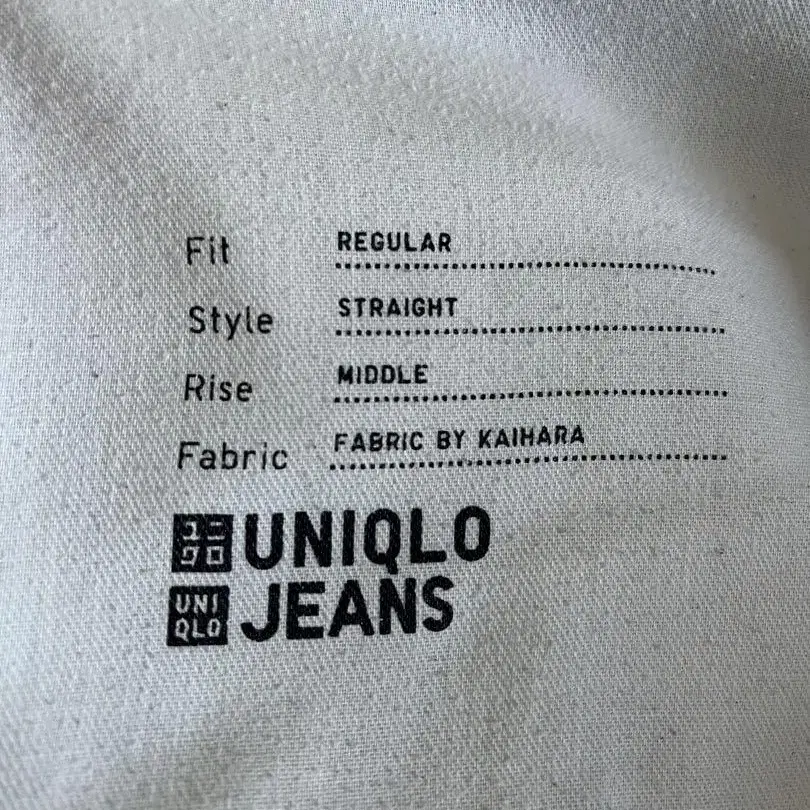 Fit REGULAR
Style STRAIGHT
Rise MIDDLE
Fabric FABRIC BY KAIHARA
ユニ UNIQLO
クロ
UNI JEANS
QLO